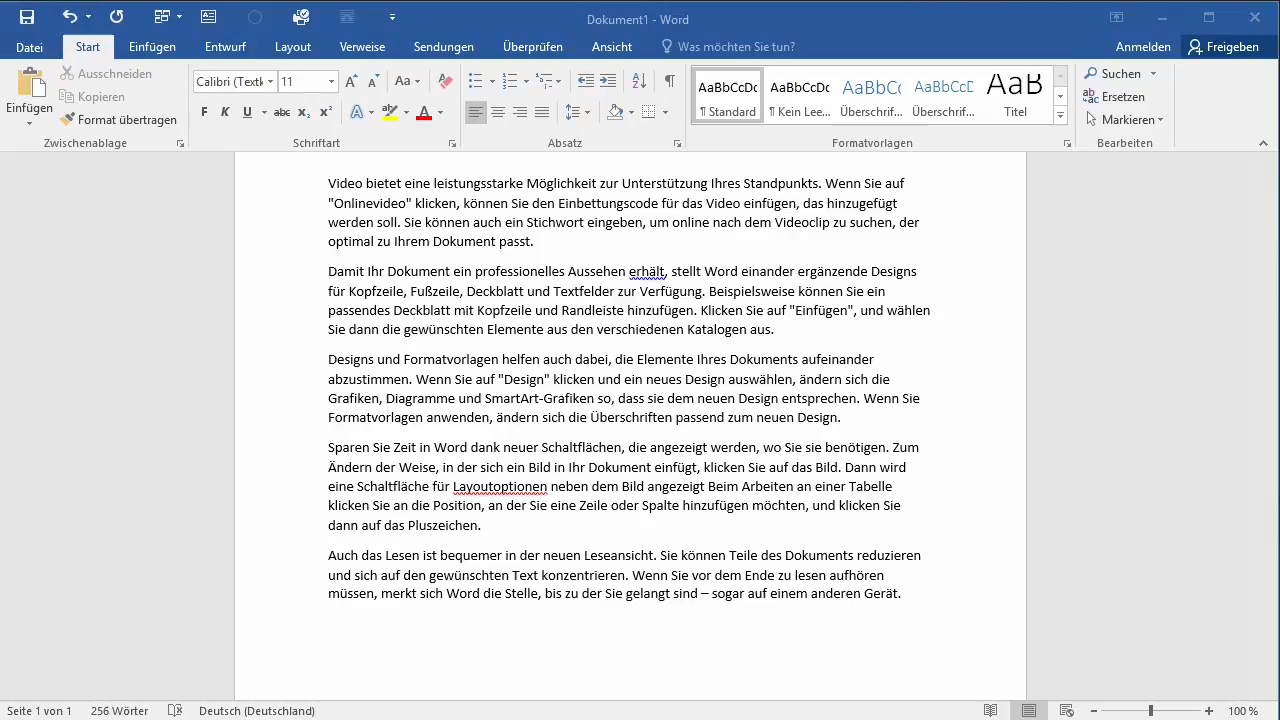 Dokument1 - Word
Datei Start Einfügen Entwurf Layout Verweise Sendungen Überprüfen Ansicht Was möchten Sie tun? Anmelden Freigeben
Einfügen
Ausschneiden
Kopieren
Format übertragen
Zwischenablage
Calibri (Textk 11
F K U abc x₂ x²
Schriftart
Absatz
AaBbCcDc AaBbCcDc AaBbCc AaBbCcD AaB
¶ Standard ¶ Kein Lee... Überschrif... Überschrif... Titel
Formatvorlagen
Suchen
Ersetzen
Markieren
Bearbeiten
Video bietet eine leistungsstarke Möglichkeit zur Unterstützung Ihres Standpunkts. Wenn Sie auf
"Onlinevideo" klicken, können Sie den Einbettungscode für das Video einfügen, das hinzugefügt
werden soll. Sie können auch ein Stichwort eingeben, um online nach dem Videoclip zu suchen, der
optimal zu Ihrem Dokument passt.
Damit Ihr Dokument ein professionelles Aussehen erhält, stellt Word einander ergänzende Designs
für Kopfzeile, Fußzeile, Deckblatt und Textfelder zur Verfügung. Beispielsweise können Sie ein
passendes Deckblatt mit Kopfzeile und Randleiste hinzufügen. Klicken Sie auf "Einfügen", und wählen
Sie dann die gewünschten Elemente aus den verschiedenen Katalogen aus.
Designs und Formatvorlagen helfen auch dabei, die Elemente Ihres Dokuments aufeinander
abzustimmen. Wenn Sie auf "Design" klicken und ein neues Design auswählen, ändern sich die
Grafiken, Diagramme und SmartArt-Grafiken so, dass sie dem neuen Design entsprechen. Wenn Sie
Formatvorlagen anwenden, ändern sich die Überschriften passend zum neuen Design.
Sparen Sie Zeit in Word dank neuer Schaltflächen, die angezeigt werden, wo Sie sie benötigen. Zum
Ändern der Weise, in der sich ein Bild in Ihr Dokument einfügt, klicken Sie auf das Bild. Dann wird
eine Schaltfläche für Layoutoptionen neben dem Bild angezeigt Beim Arbeiten an einer Tabelle
klicken Sie an die Position, an der Sie eine Zeile oder Spalte hinzufügen möchten, und klicken Sie
dann auf das Pluszeichen.
Auch das Lesen ist bequemer in der neuen Leseansicht. Sie können Teile des Dokuments reduzieren
und sich auf den gewünschten Text konzentrieren. Wenn Sie vor dem Ende zu lesen aufhören
müssen, merkt sich Word die Stelle, bis zu der Sie gelangt sind – sogar auf einem anderen Gerät.
Seite 1 von 1 256 Wörter Deutsch (Deutschland) 100 %